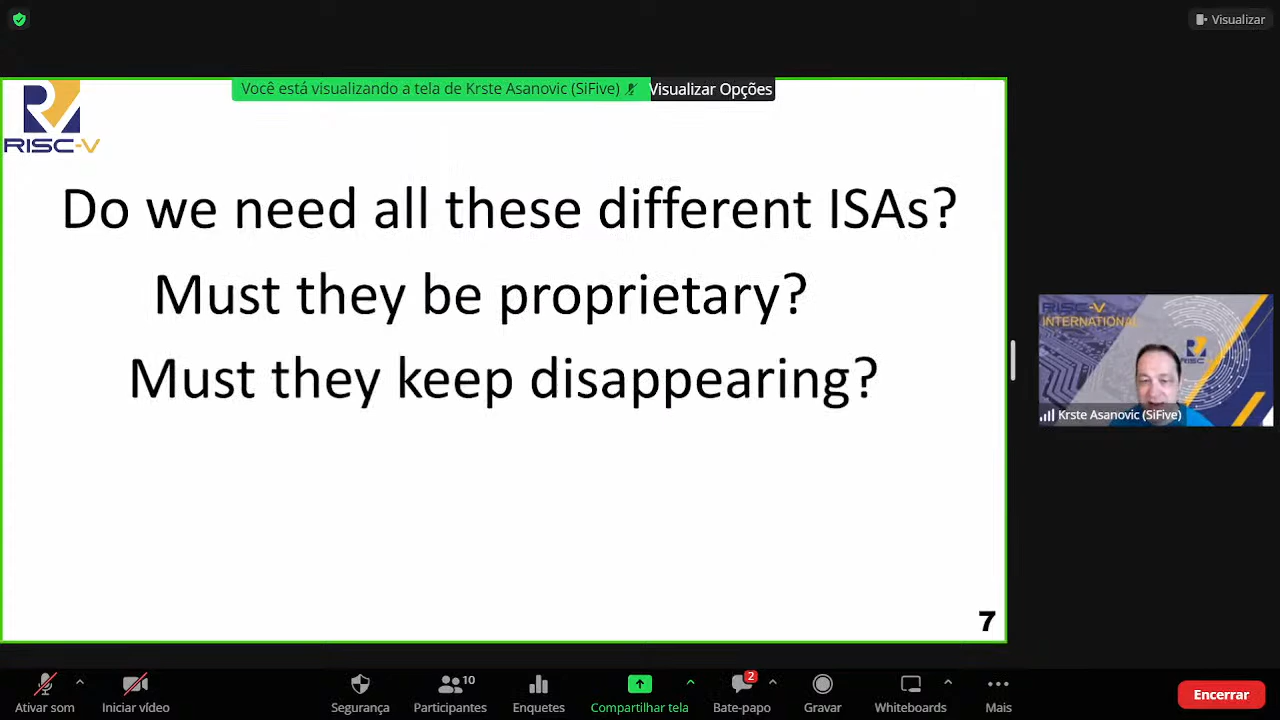 Visualizar
Você está visualizando a tela de Krste Asanovic (SiFive)
Visualizar Opções
RISC-V
Do we need all these different ISAs?
Must they be proprietary?
Must they keep disappearing?
7
RISC-V
INTERNATIONAL
RISC
Krste Asanovic (SiFive)
10
2
Ativar som
Iniciar vídeo
Segurança
Participantes
Enquetes
Compartilhar tela
Bate-papo
Gravar
Whiteboards
Mais
Encerrar